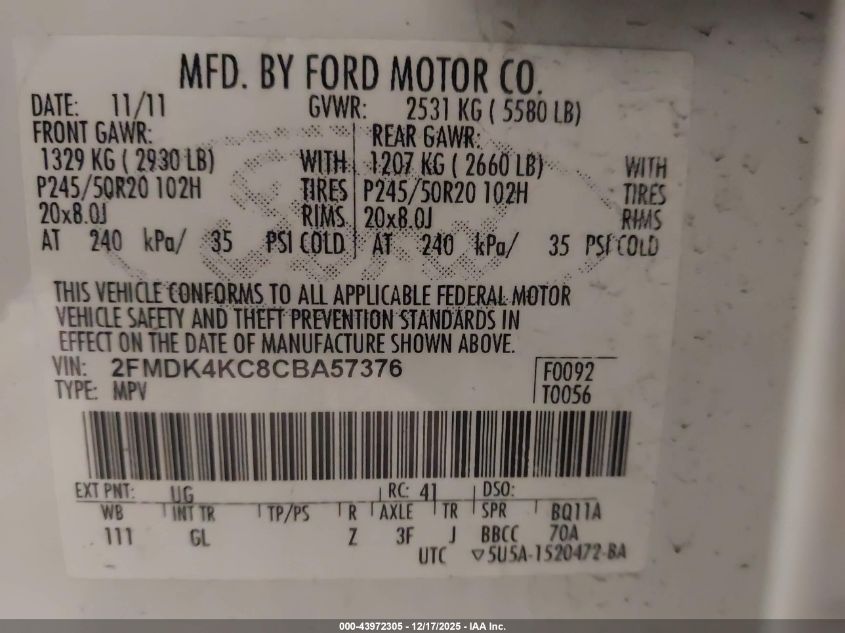 MFD. BY FORD MOTOR CO.
DATE: 11/11 GVWR: 2531 KG ( 5580 LB)
FRONT GAWR: REAR GAWR:
1329 KG ( 2930 LB) WITH 1207 KG ( 2660 LB) WITH
P245/50R20 102H TIRES P245/50R20 102H TIRES
20x8.0J RIMS 20x8.0J RIMS
AT 240 kPa/ 35 PSI COLD AT 240 kPa/ 35 PSI COLD
THIS VEHICLE CONFORMS TO ALL APPLICABLE FEDERAL MOTOR
VEHICLE SAFETY AND THEFT PREVENTION STANDARDS IN
EFFECT ON THE DATE OF MANUFACTURE SHOWN ABOVE.
VIN: 2FMDK4KC8CBA57376 F0092
TYPE: MPV T0056
EXT PNT: UG RC: 41 DSO:
WB INT TR TP/PS R AXLE TR SPR BQ11A
111 GL Z 3F J BBCC 70A
UTC ▽5U5A-1520472-BA
000-43972305 - 12/17/2025 - IAA Inc.